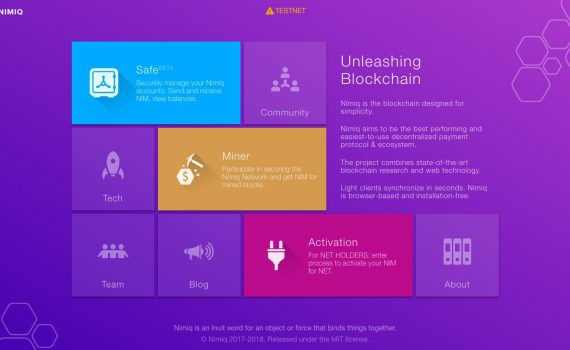 NIMIQ
TESTNET
Safe BETA
Securely manage your Nimiq
accounts. Send and receive
NIM, view balances.
Community
Unleashing
Blockchain
Nimiq is the blockchain designed for
simplicity.
Nimiq aims to be the best performing and
easiest-to-use decentralized payment
protocol & ecosystem.
The project combines state-of-the-art
blockchain research and web technology.
Light clients synchronize in seconds. Nimiq
is browser-based and installation-free.
Tech
Miner
Participate in securing the
Nimiq Network and get NIM for
mined blocks.
Team
Blog
Activation
For NET HOLDERS: enter
process to activate your NIM
for NET.
About
Nimiq is an Inuit word for an object or force that binds things together.
© Nimiq 2017-2018. Released under the MIT license.